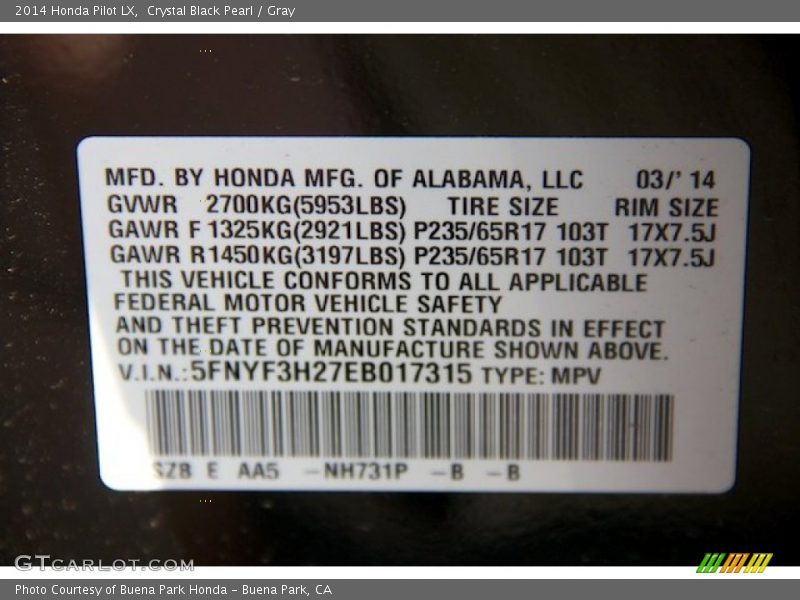 2014 Honda Pilot LX, Crystal Black Pearl / Gray
MFD. BY HONDA MFG. OF ALABAMA, LLC 03/' 14
GVWR 2700KG(5953LBS) TIRE SIZE RIM SIZE
GAWR F 1325KG(2921LBS) P235/65R17 103T 17X7.5J
GAWR R1450KG(3197LBS) P235/65R17 103T 17X7.5J
THIS VEHICLE CONFORMS TO ALL APPLICABLE
FEDERAL MOTOR VEHICLE SAFETY
AND THEFT PREVENTION STANDARDS IN EFFECT
ON THE DATE OF MANUFACTURE SHOWN ABOVE.
V.I.N.:5FNYF3H27EB017315 TYPE: MPV
SZB E AA5 -NH731P -B -B
GTCARLOT.COM
Photo Courtesy of Buena Park Honda - Buena Park, CA